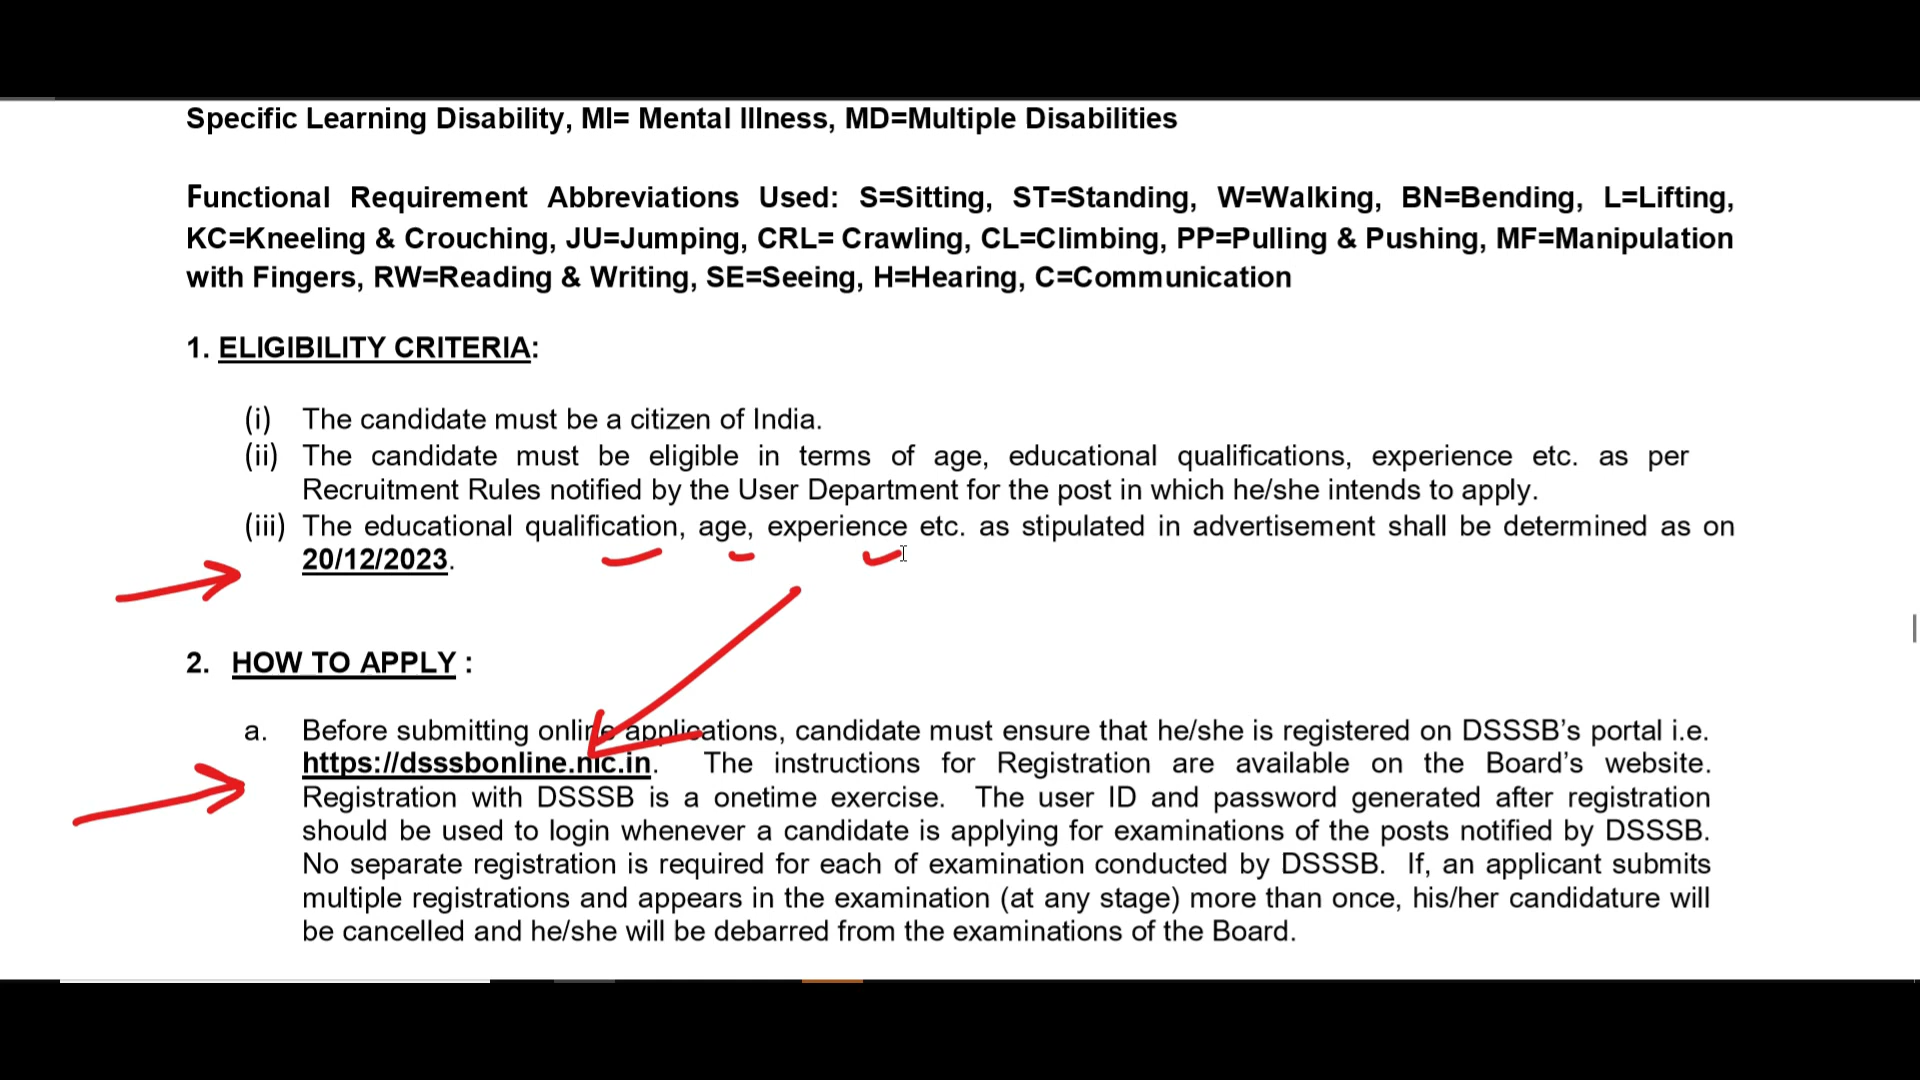 Specific Learning Disability, MI= Mental Illness, MD=Multiple Disabilities
Functional Requirement Abbreviations Used: S=Sitting, ST=Standing, W=Walking, BN=Bending, L=Lifting,
KC=Kneeling & Crouching, JU=Jumping, CRL= Crawling, CL=Climbing, PP=Pulling & Pushing, MF=Manipulation
with Fingers, RW=Reading & Writing, SE=Seeing, H=Hearing, C=Communication
1. ELIGIBILITY CRITERIA:
(i) The candidate must be a citizen of India.
(ii) The candidate must be eligible in terms of age, educational qualifications, experience etc. as per
Recruitment Rules notified by the User Department for the post in which he/she intends to apply.
(iii) The educational qualification, age, experience etc. as stipulated in advertisement shall be determined as on
20/12/2023.
2. HOW TO APPLY :
a. Before submitting online applications, candidate must ensure that he/she is registered on DSSSB's portal i.e.
https://dsssbonline.nic.in. The instructions for Registration are available on the Board's website.
Registration with DSSSB is a onetime exercise. The user ID and password generated after registration
should be used to login whenever a candidate is applying for examinations of the posts notified by DSSSB.
No separate registration is required for each of examination conducted by DSSSB. If, an applicant submits
multiple registrations and appears in the examination (at any stage) more than once, his/her candidature will
be cancelled and he/she will be debarred from the examinations of the Board.